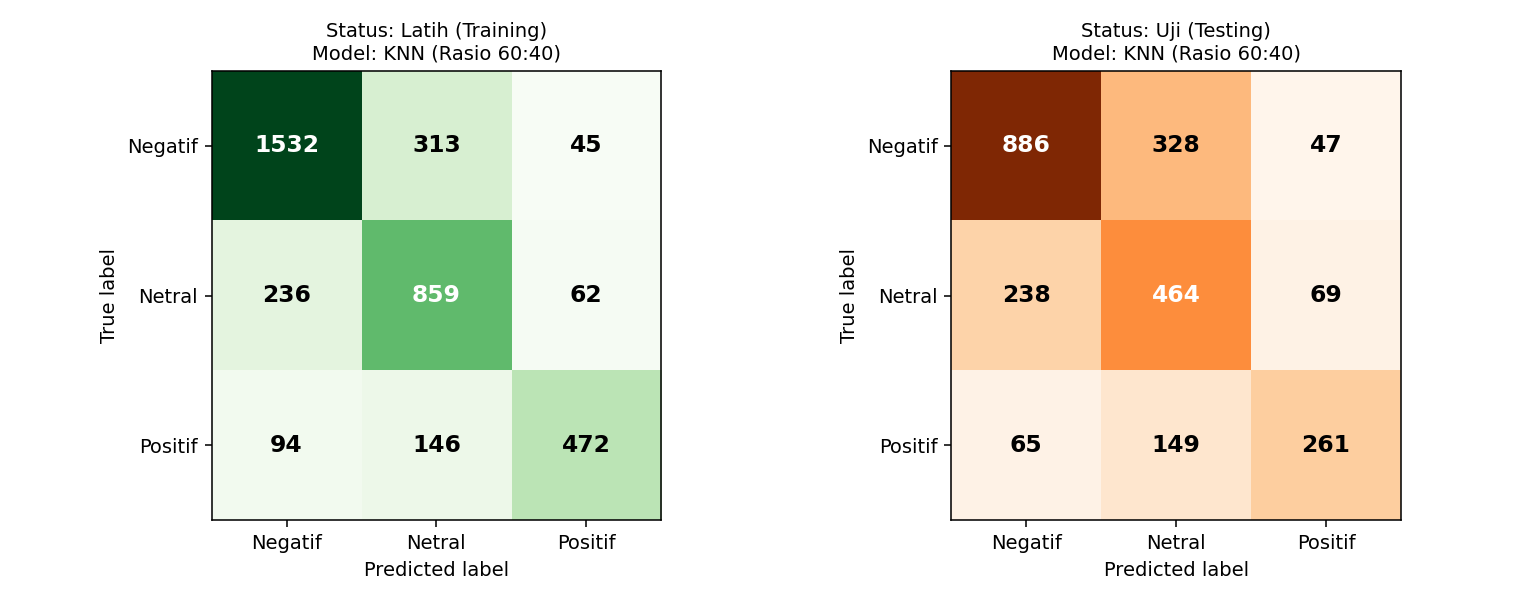 Status: Latih (Training)
Model: KNN (Rasio 60:40)
True label
Negatif
1532 313 45
Netral
236 859 62
Positif
94 146 472
Negatif Netral Positif
Predicted label
Status: Uji (Testing)
Model: KNN (Rasio 60:40)
True label
Negatif
886 328 47
Netral
238 464 69
Positif
65 149 261
Negatif Netral Positif
Predicted label